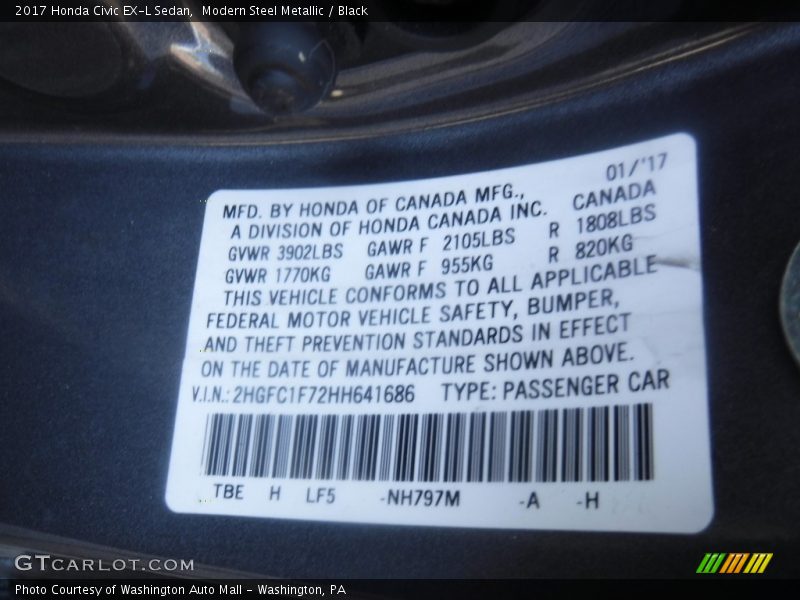 2017 Honda Civic EX-L Sedan, Modern Steel Metallic / Black
01/'17
MFD. BY HONDA OF CANADA MFG., CANADA
A DIVISION OF HONDA CANADA INC.
GVWR 3902LBS GAWR F 2105LBS R 1808LBS
GVWR 1770KG GAWR F 955KG R 820KG
THIS VEHICLE CONFORMS TO ALL APPLICABLE
FEDERAL MOTOR VEHICLE SAFETY, BUMPER,
AND THEFT PREVENTION STANDARDS IN EFFECT
ON THE DATE OF MANUFACTURE SHOWN ABOVE.
V.I.N.: 2HGFC1F72HH641686 TYPE: PASSENGER CAR
TBE H LF5 -NH797M -A -H
GTCARLOT.COM
Photo Courtesy of Washington Auto Mall - Washington, PA